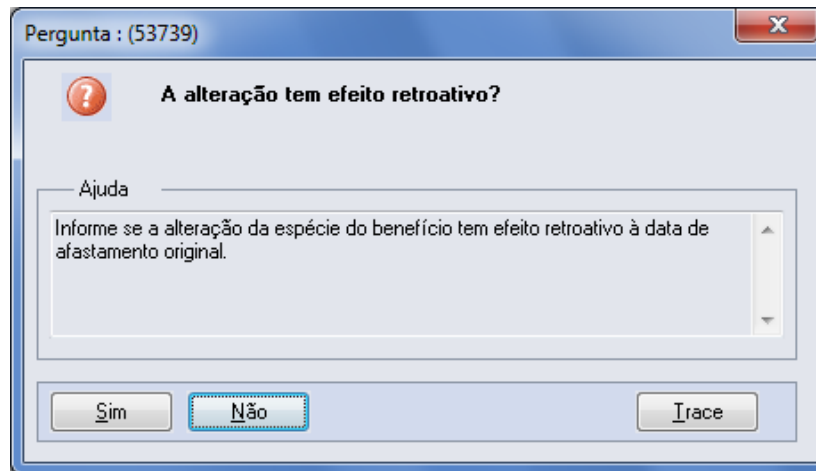 Pergunta : (53739)
A alteração tem efeito retroativo?
Ajuda
Informe se a alteração da espécie do benefício tem efeito retroativo à data de
afastamento original.
Sim Não Trace